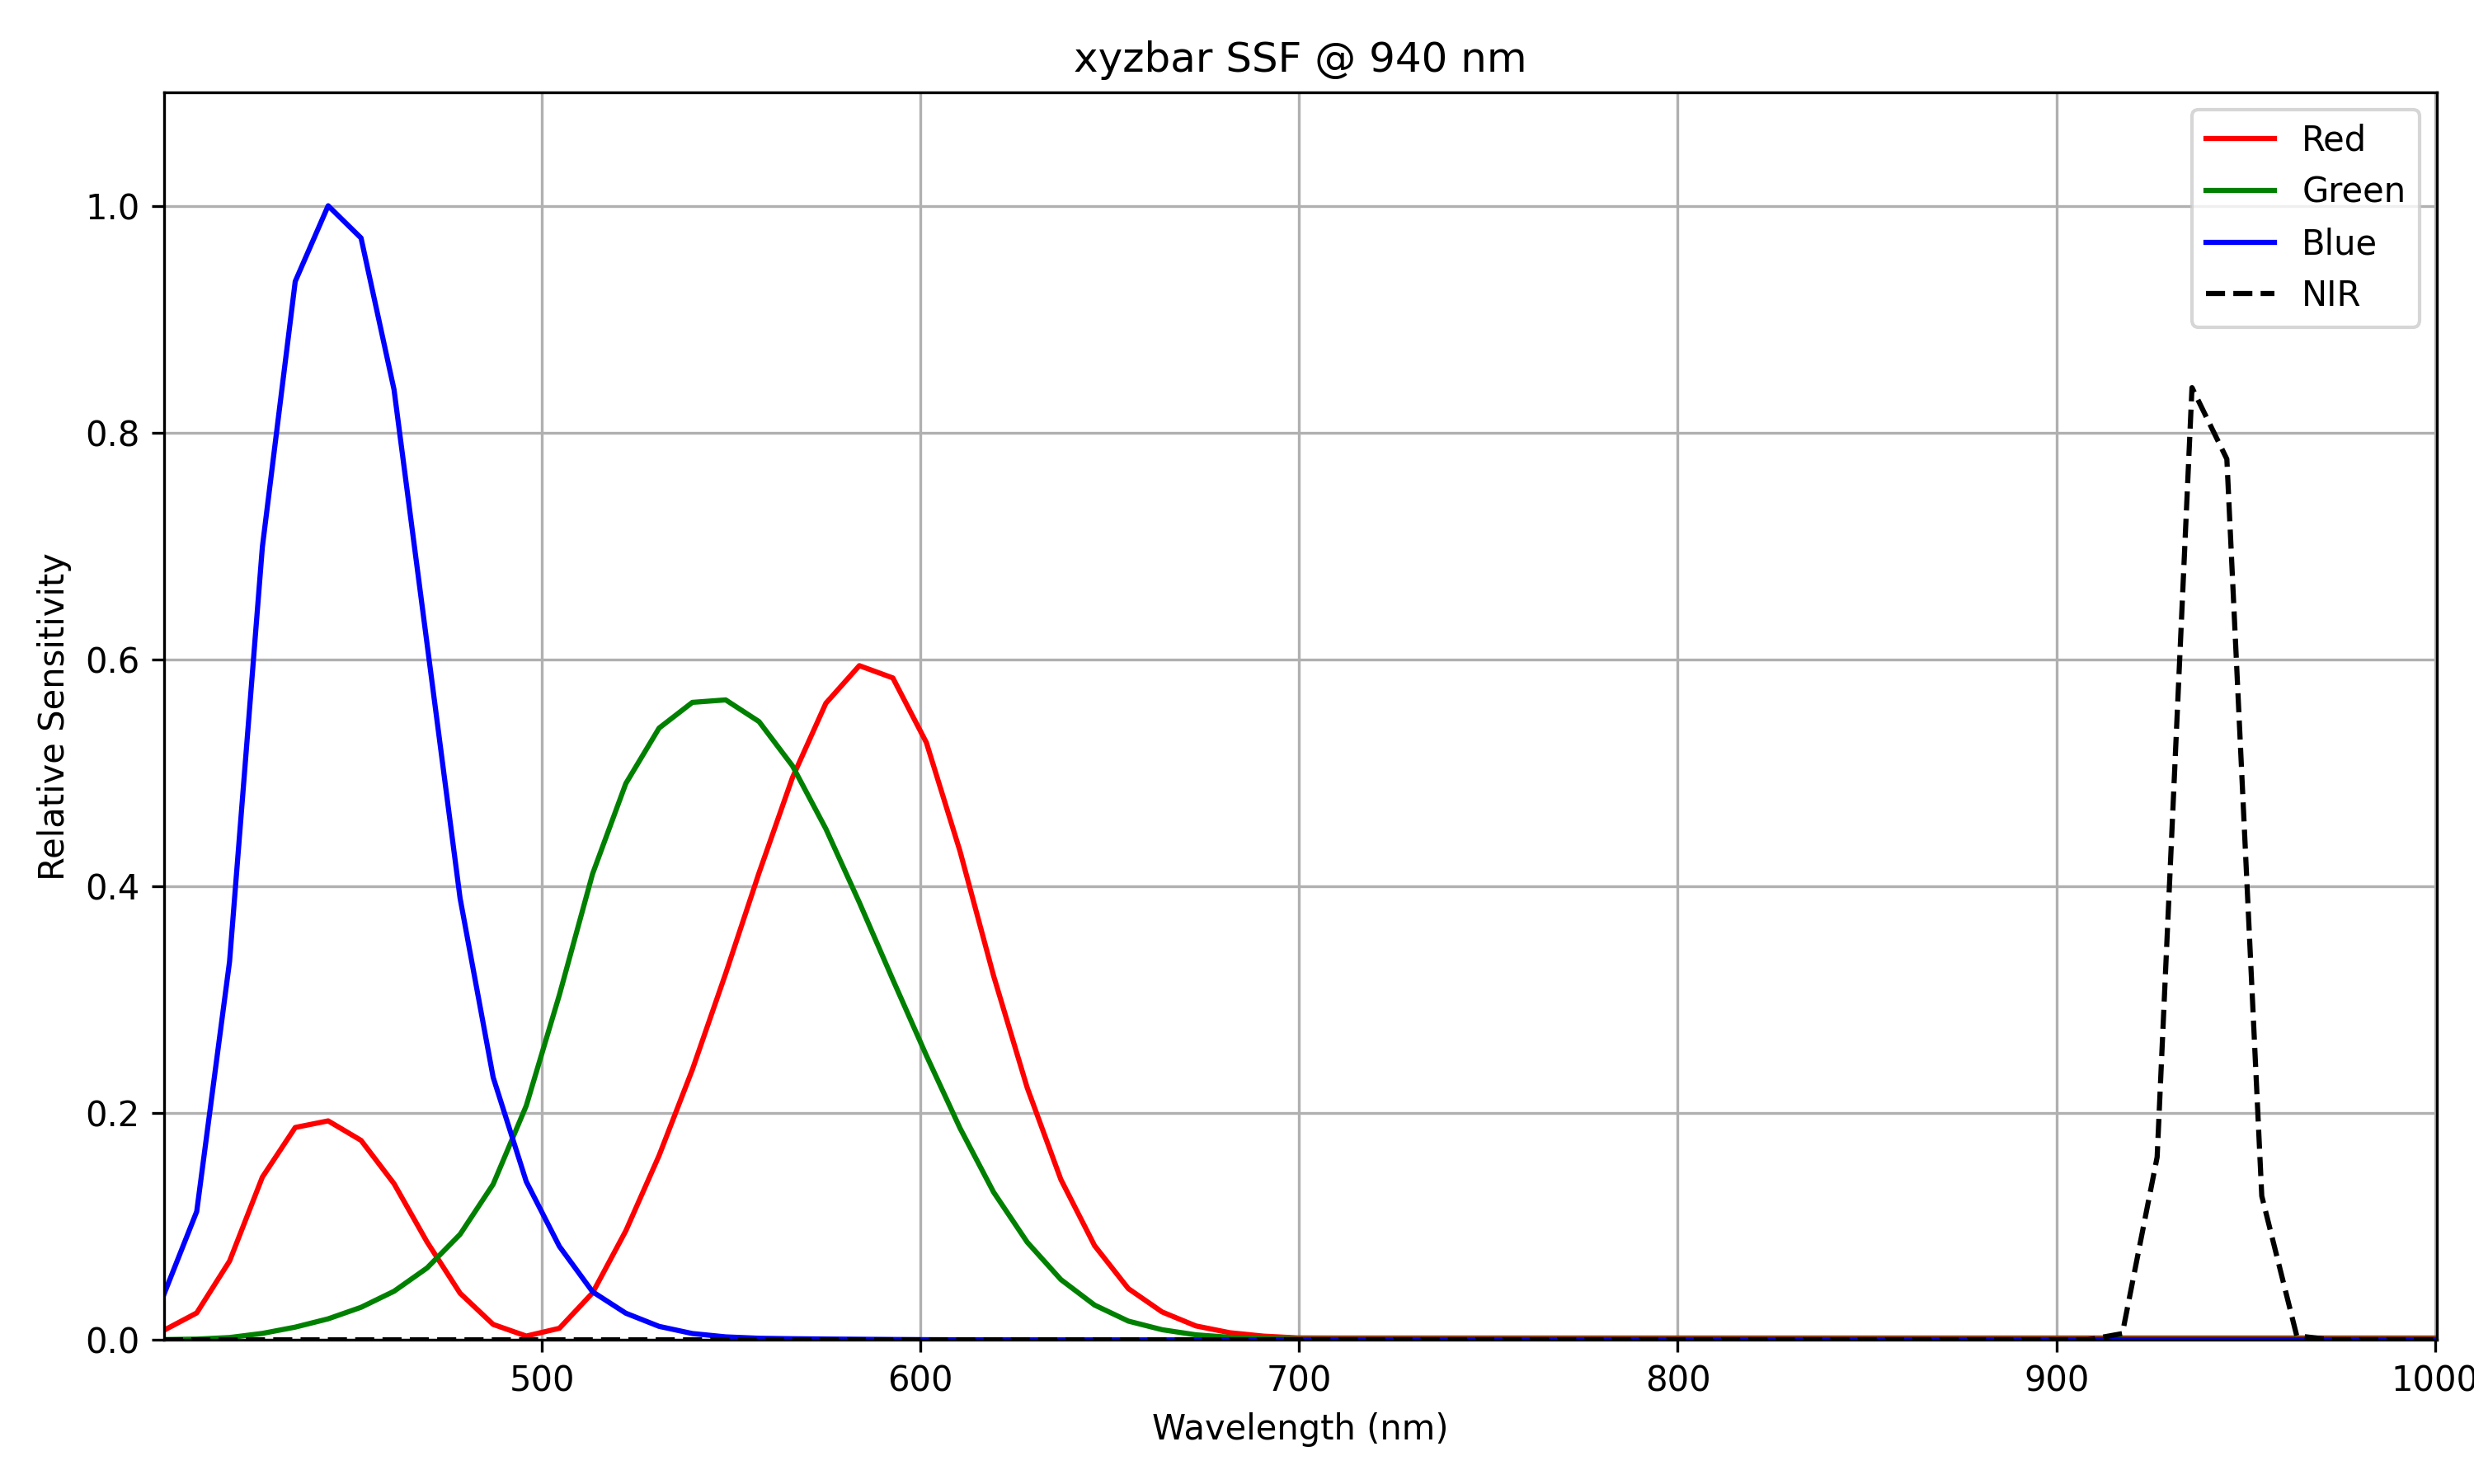 xyzbar SSF @ 940 nm
Red
Green
Blue
NIR
Relative Sensitivity
1.0
0.8
0.6
0.4
0.2
0.0
500 600 700 800 900 1000
Wavelength (nm)